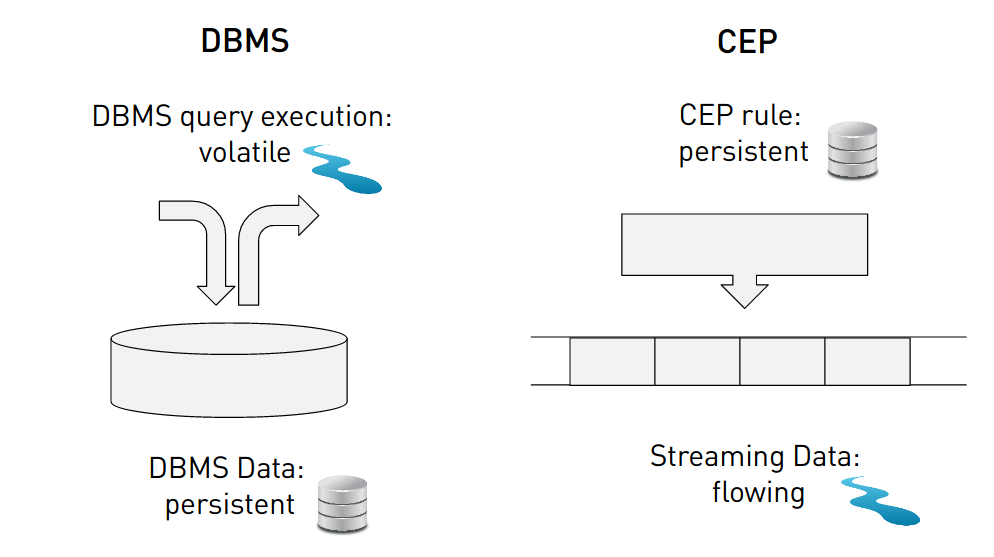 DBMS
DBMS query execution:
volatile
DBMS Data:
persistent
CEP
CEP rule:
persistent
Streaming Data:
flowing